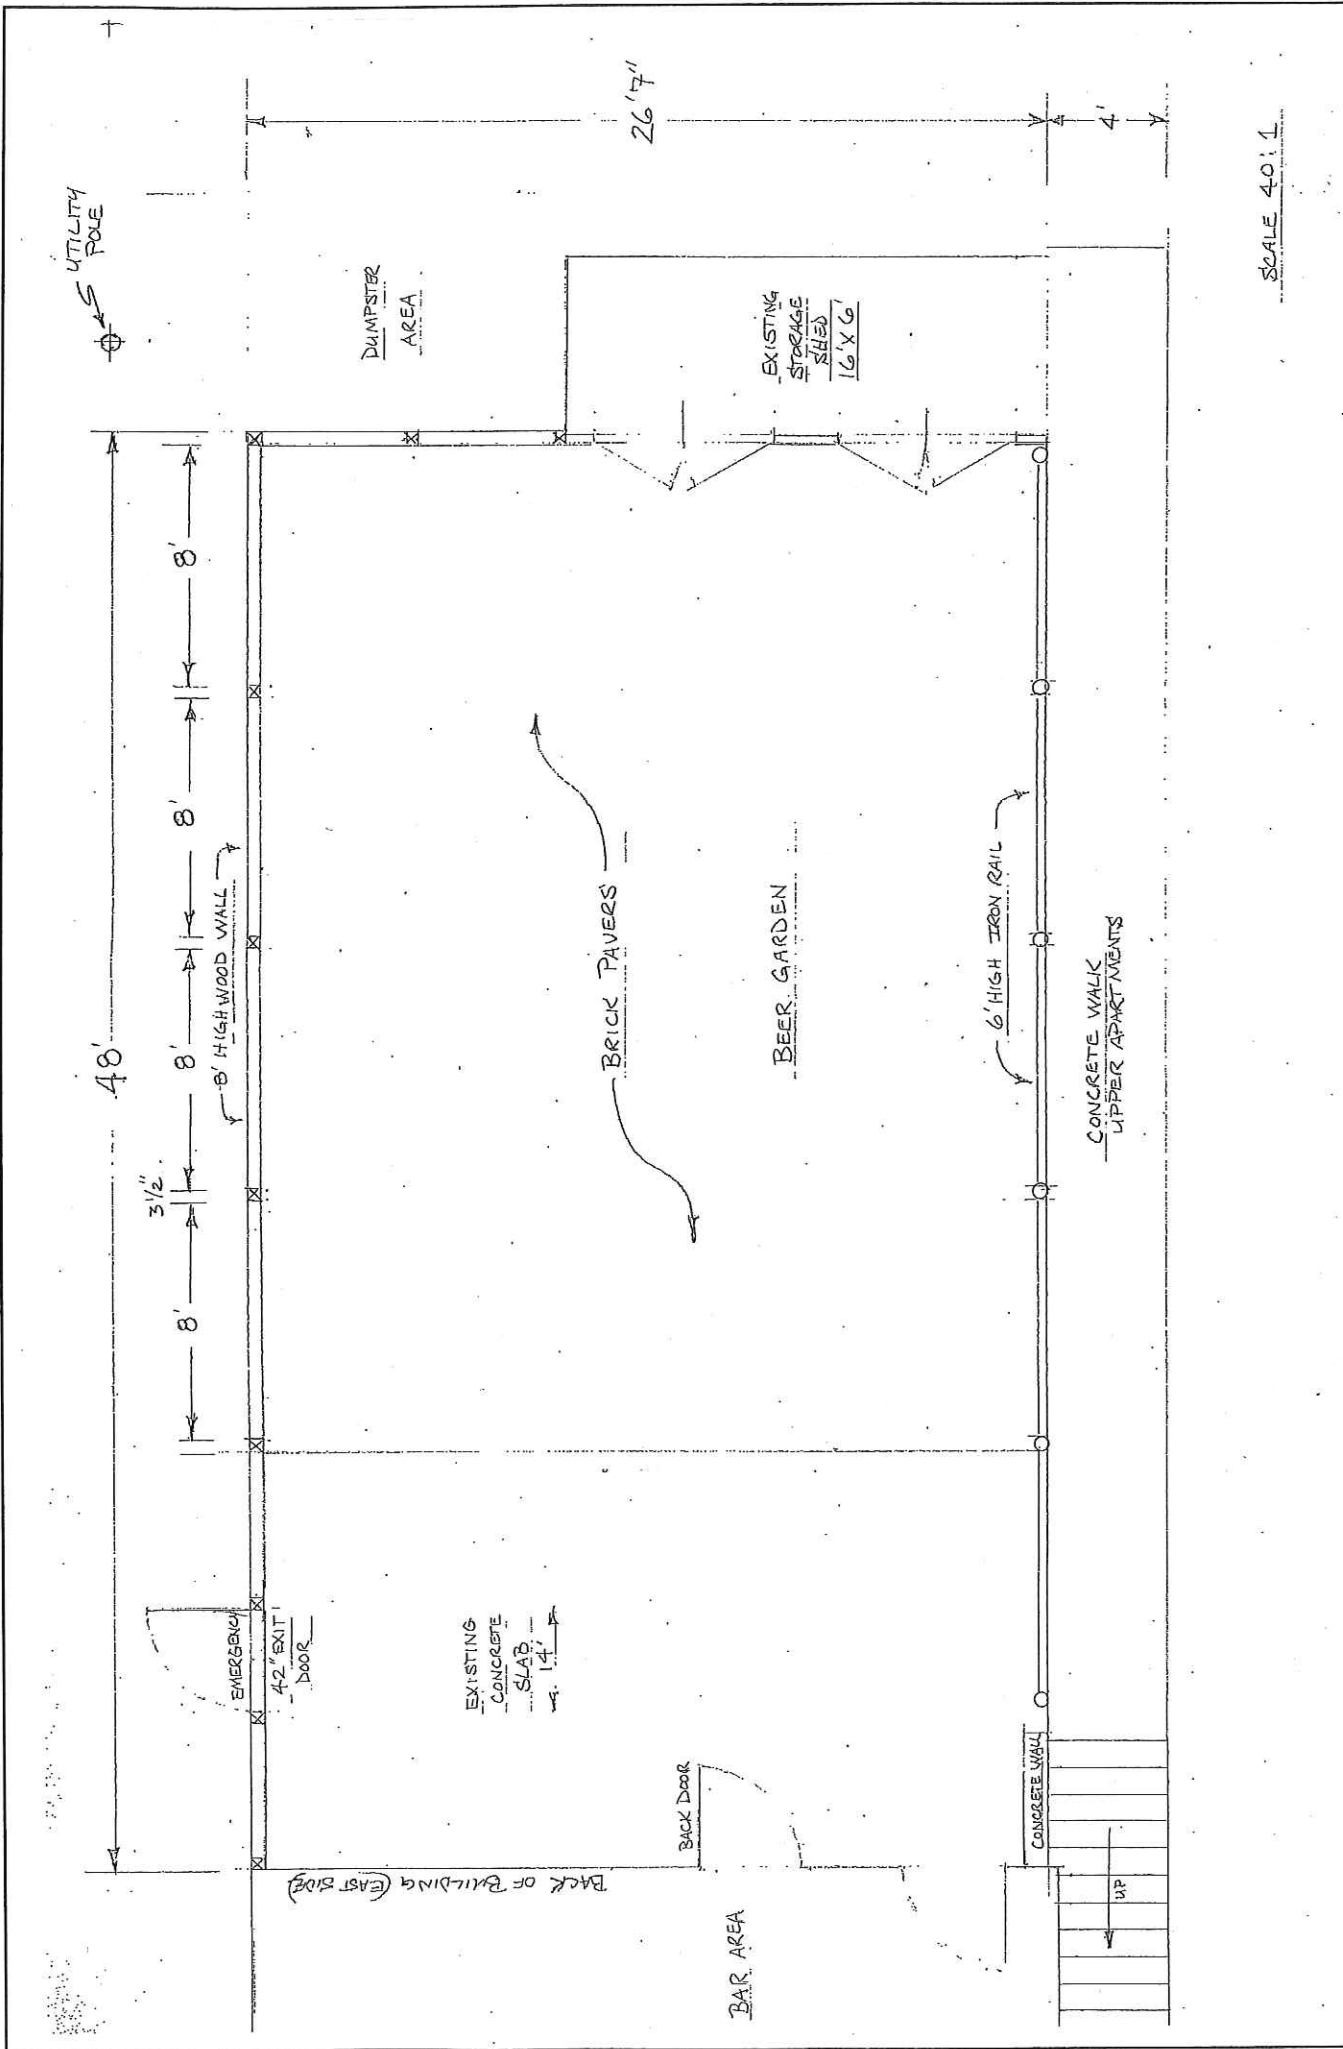 UTILITY
POLE
48'
8'
8'
8'
8'
3½"
8' HIGH WOOD WALL
26'7"
4'
DUMPSTER
AREA
EXISTING
STORAGE
SHED
16' X 6'
BRICK PAVERS
BEER GARDEN
6' HIGH IRON RAIL
CONCRETE WALK
UPPER APARTMENTS
EMERGENCY
42" EXIT
DOOR
EXISTING
CONCRETE
SLAB
14'
BACK DOOR
CONCRETE WALL
BACK OF BUILDING (EAST SIDE)
BAR AREA
UP
SCALE 40:1